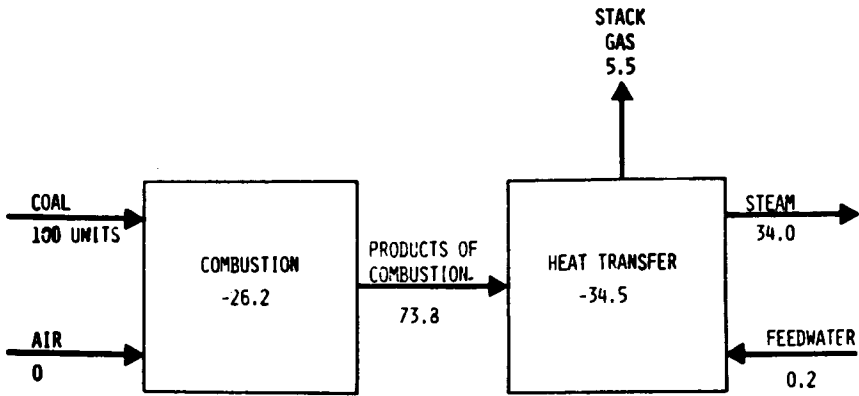 STACK
GAS
5.5
COAL
100 UNITS
AIR
0
COMBUSTION
-26.2
PRODUCTS OF
COMBUSTION
73.8
HEAT TRANSFER
-34.5
STEAM
34.0
FEEDWATER
0.2